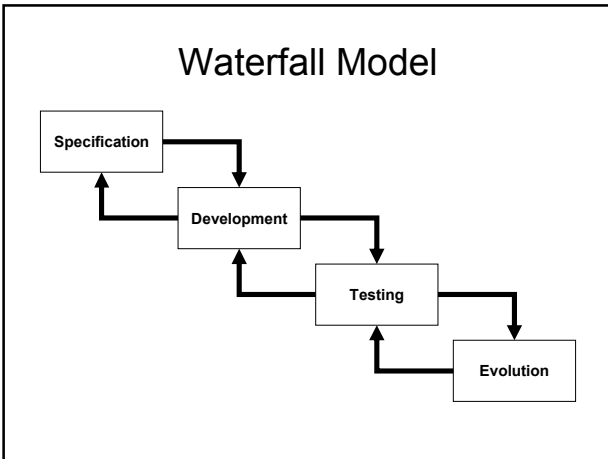 Waterfall Model
Specification
Development
Testing
Evolution